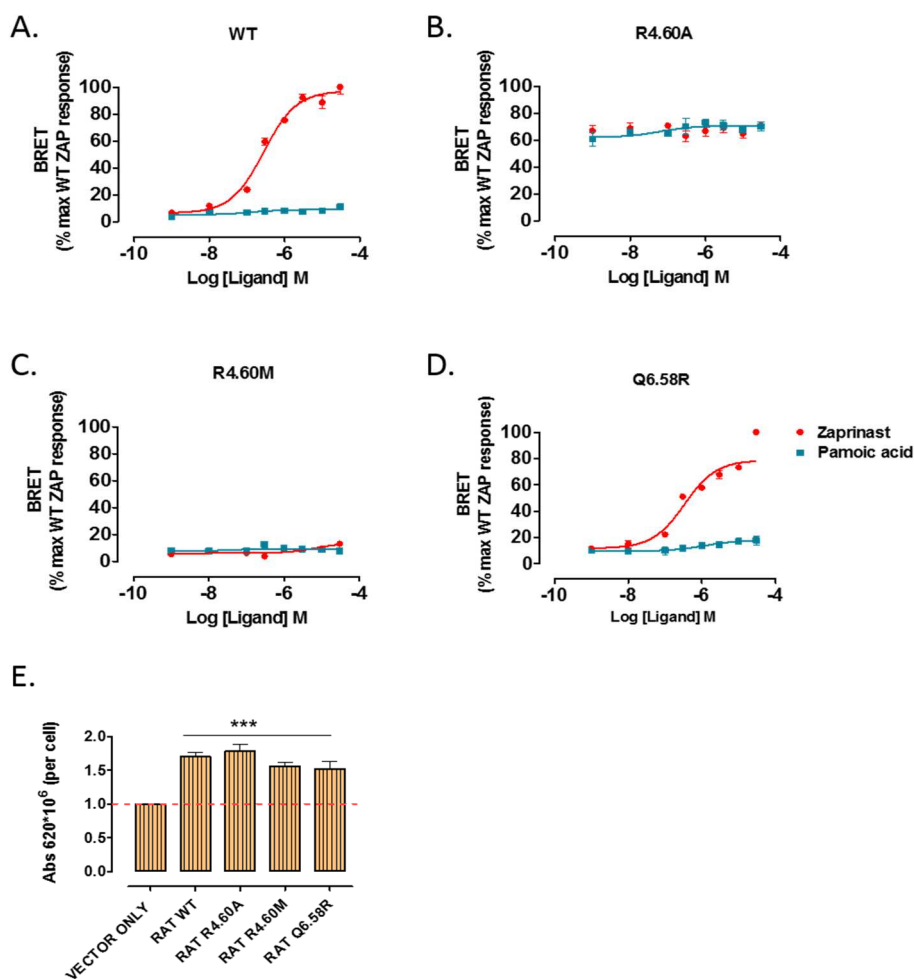 A.
WT
BRET
(% max WT ZAP response)
100
80
60
40
20
0
-10
-8
-6
-4
Log [Ligand] M
B.
R4.60A
BRET
(% max WT ZAP response)
100
80
60
40
20
0
-10
-8
-6
-4
Log [Ligand] M
C.
R4.60M
BRET
(% max WT ZAP response)
100
80
60
40
20
0
-10
-8
-6
-4
Log [Ligand] M
D.
Q6.58R
BRET
(% max WT ZAP response)
100
80
60
40
20
0
-10
-8
-6
-4
Log [Ligand] M
Zaprinast
Pamoic acid
E.
Abs 620*10⁶ (per cell)
2.0
1.5
1.0
0.5
0.0
***
VECTOR ONLY
RAT WT
RAT R4.60A
RAT R4.60M
RAT Q6.58R